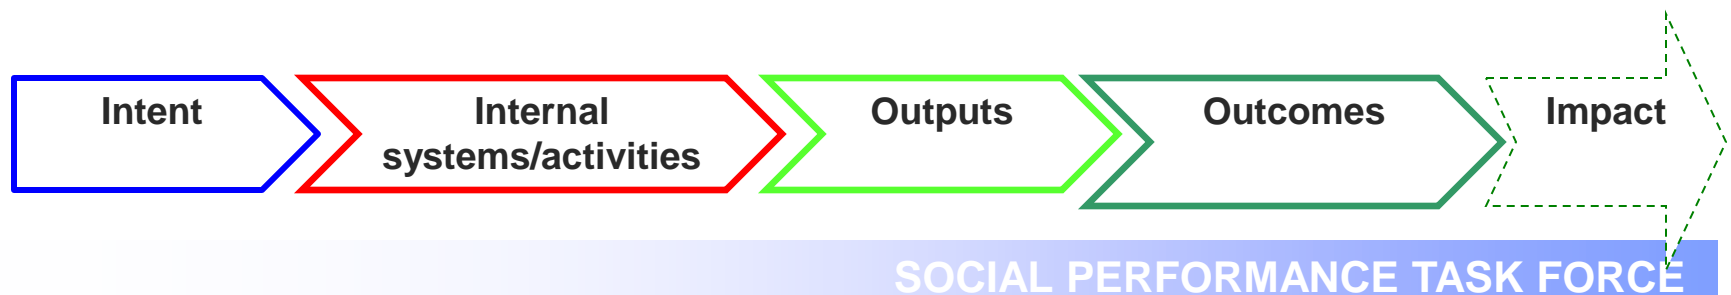 Intent
Internal
systems/activities
Outputs
Outcomes
Impact
SOCIAL PERFORMANCE TASK FORCE